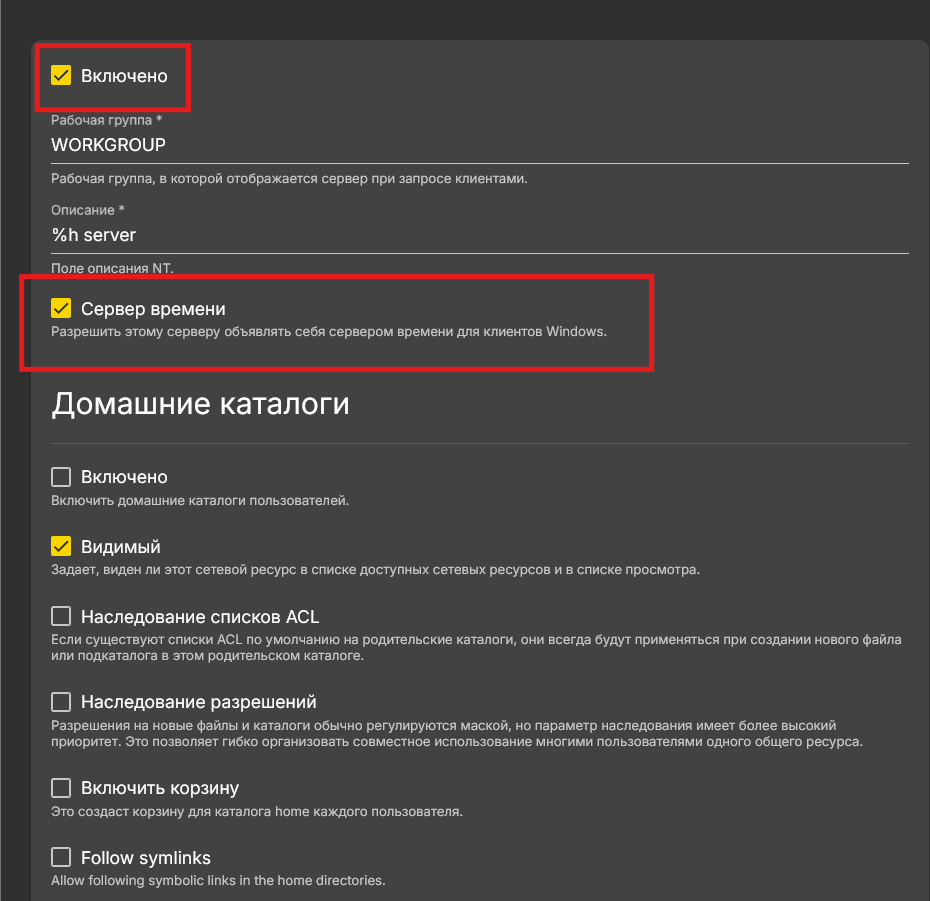 Включено
Рабочая группа *
WORKGROUP
Рабочая группа, в которой отображается сервер при запросе клиентами.
Описание *
%h server
Поле описания NT.
Сервер времени
Разрешить этому серверу объявлять себя сервером времени для клиентов Windows.
Домашние каталоги
Включено
Включить домашние каталоги пользователей.
Видимый
Задает, виден ли этот сетевой ресурс в списке доступных сетевых ресурсов и в списке просмотра.
Наследование списков ACL
Если существуют списки ACL по умолчанию на родительские каталоги, они всегда будут применяться при создании нового файла
или подкаталога в этом родительском каталоге.
Наследование разрешений
Разрешения на новые файлы и каталоги обычно регулируются маской, но параметр наследования имеет более высокий
приоритет. Это позволяет гибко организовать совместное использование многими пользователями одного общего ресурса.
Включить корзину
Это создаст корзину для каталога home каждого пользователя.
Follow symlinks
Allow following symbolic links in the home directories.